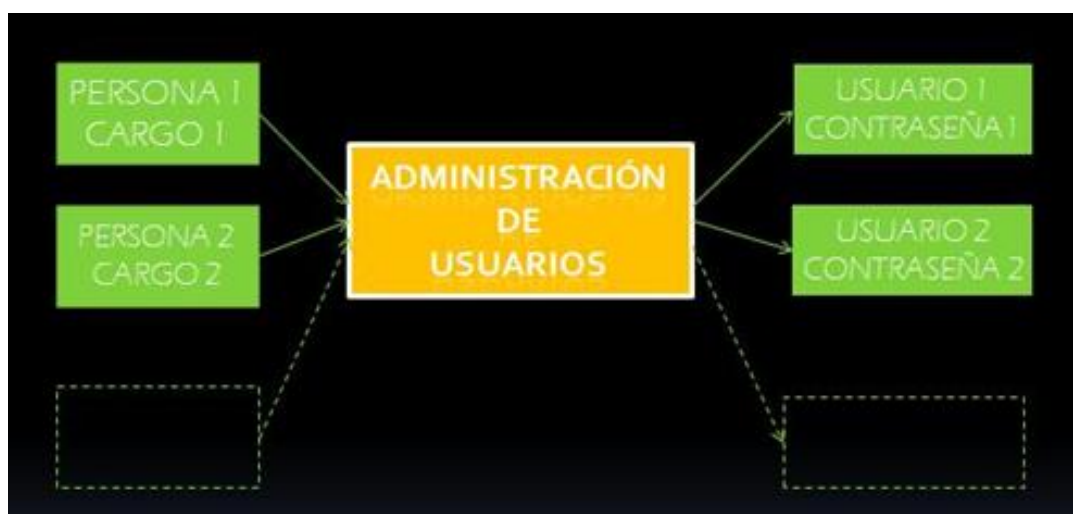 PERSONA 1
CARGO 1
PERSONA 2
CARGO 2
ADMINISTRACIÓN
DE
USUARIOS
USUARIO 1
CONTRASEÑA 1
USUARIO 2
CONTRASEÑA 2